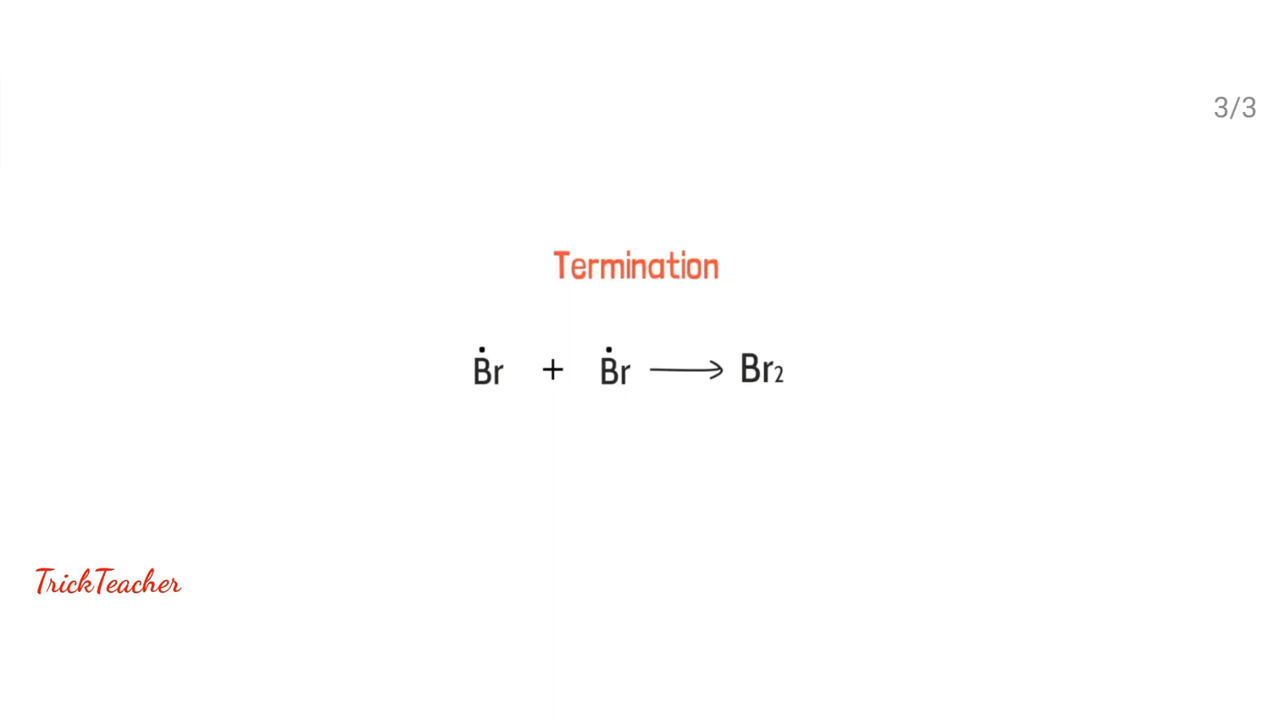 3/3
Termination
Ḃr + Ḃr ⟶ Br₂
TrickTeacher